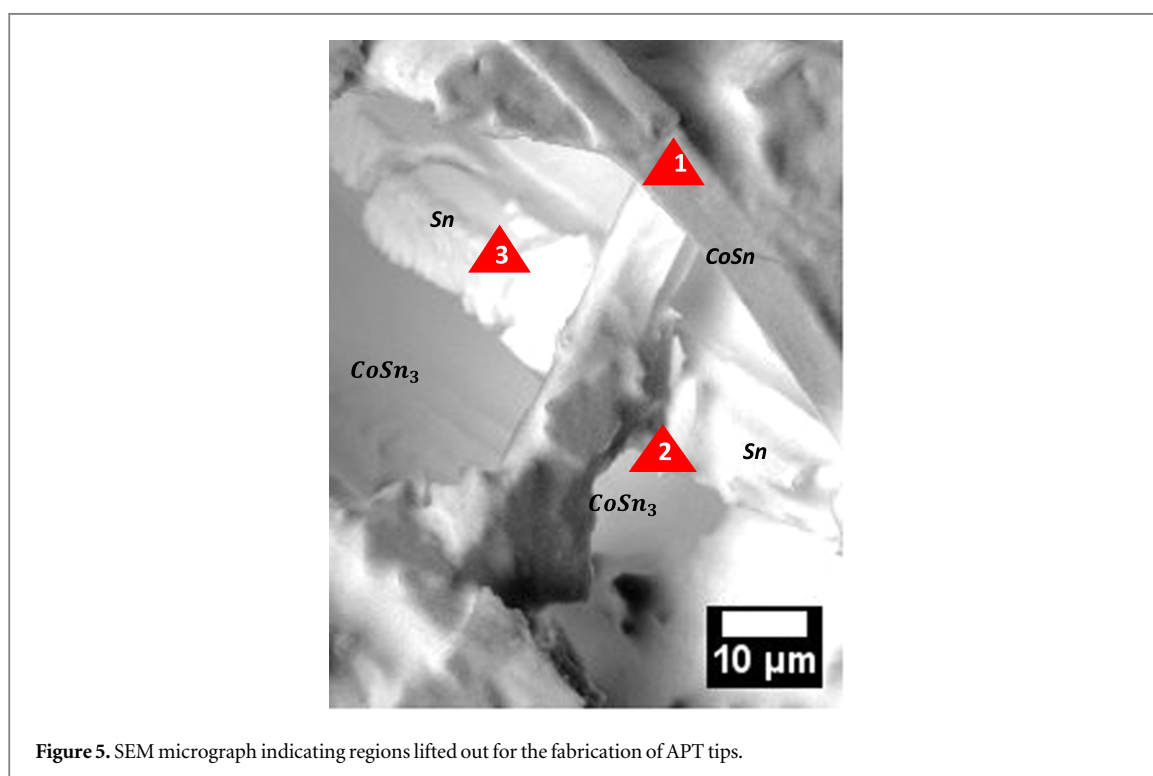 1
Sn
3
CoSn
CoSn₃
2
Sn
CoSn₃
10 µm
Figure 5. SEM micrograph indicating regions lifted out for the fabrication of APT tips.